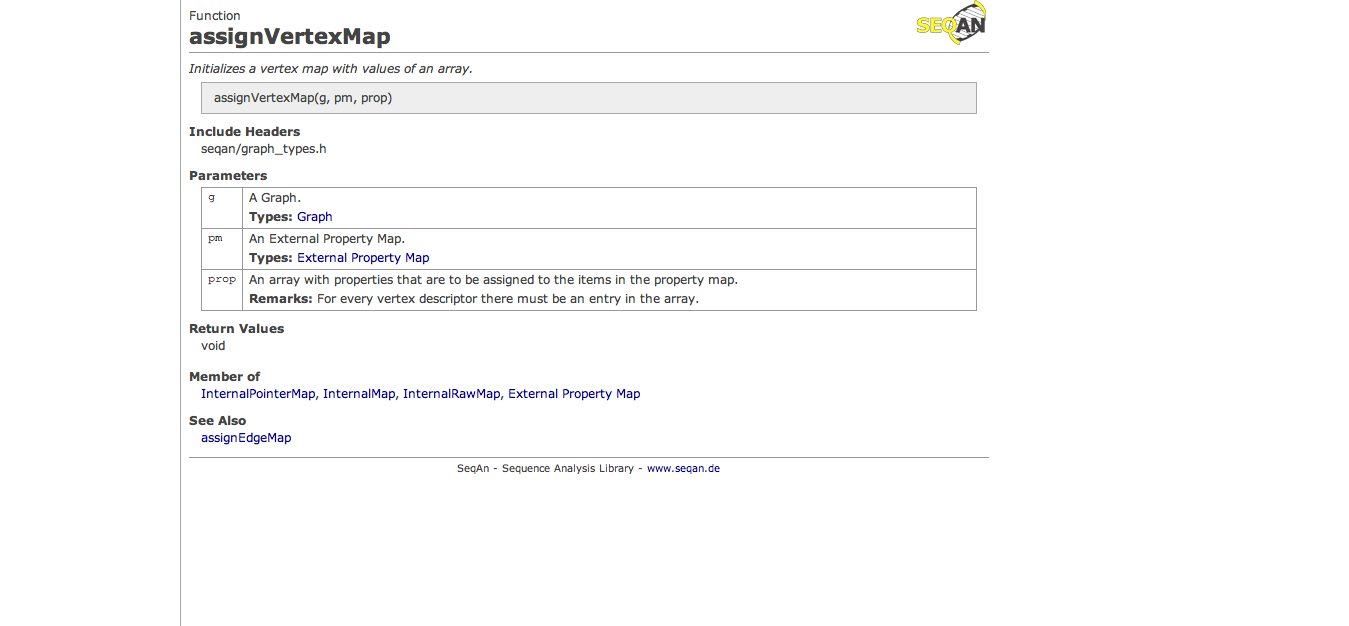 Function
assignVertexMap
SEQAN
Initializes a vertex map with values of an array.
assignVertexMap(g, pm, prop)
Include Headers
seqan/graph_types.h
Parameters
g A Graph.
Types: Graph
pm An External Property Map.
Types: External Property Map
prop An array with properties that are to be assigned to the items in the property map.
Remarks: For every vertex descriptor there must be an entry in the array.
Return Values
void
Member of
InternalPointerMap, InternalMap, InternalRawMap, External Property Map
See Also
assignEdgeMap
SeqAn - Sequence Analysis Library - www.seqan.de